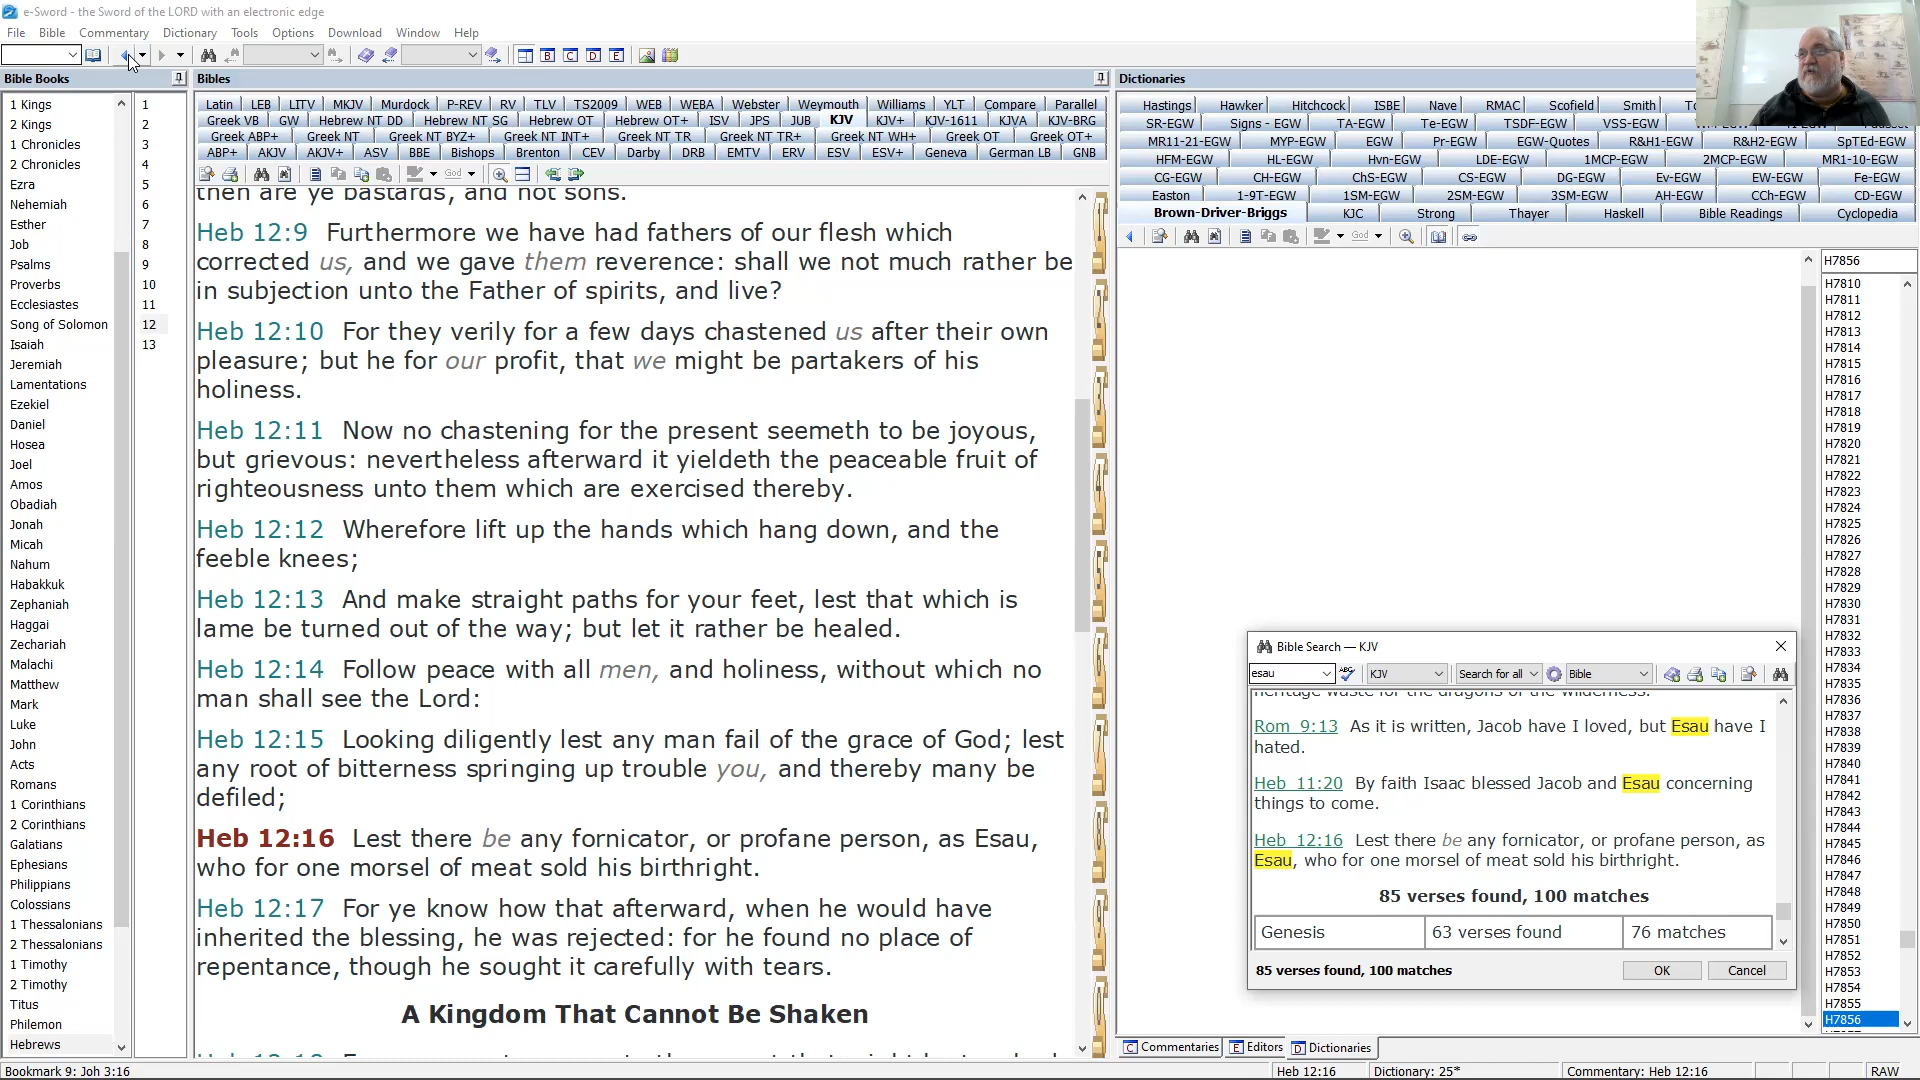 e-Sword - the Sword of the LORD with an electronic edge
File Bible Commentary Dictionary Tools Options Download Window Help
Bible Books
Bibles
Dictionaries
1 Kings
2 Kings
1 Chronicles
2 Chronicles
Ezra
Nehemiah
Esther
Job
Psalms
Proverbs
Ecclesiastes
Song of Solomon
Isaiah
Jeremiah
Lamentations
Ezekiel
Daniel
Hosea
Joel
Amos
Obadiah
Jonah
Micah
Nahum
Habakkuk
Zephaniah
Haggai
Zechariah
Malachi
Matthew
Mark
Luke
John
Acts
Romans
1 Corinthians
2 Corinthians
Galatians
Ephesians
Philippians
Colossians
1 Thessalonians
2 Thessalonians
1 Timothy
2 Timothy
Titus
Philemon
Hebrews
1
2
3
4
5
6
7
8
9
10
11
12
13
Latin LEB LITV MKJV Murdock P-REV RV TLV TS2009 WEB WEBA Webster Weymouth Williams YLT Compare Parallel
Greek VB GW Hebrew NT DD Hebrew NT SG Hebrew OT Hebrew OT+ ISV JPS JUB KJV KJV+ KJV-1611 KJVA KJV-BRG
Greek ABP+ Greek NT Greek NT BYZ+ Greek NT INT+ Greek NT TR Greek NT TR+ Greek NT WH+ Greek OT Greek OT+
ABP+ AKJV AKJV+ ASV BBE Bishops Brenton CEV Darby DRB EMTV ERV ESV ESV+ Geneva German LB GNB
God
then are ye bastards, and not sons.
Heb 12:9 Furthermore we have had fathers of our flesh which
corrected us, and we gave them reverence: shall we not much rather be
in subjection unto the Father of spirits, and live?
Heb 12:10 For they verily for a few days chastened us after their own
pleasure; but he for our profit, that we might be partakers of his
holiness.
Heb 12:11 Now no chastening for the present seemeth to be joyous,
but grievous: nevertheless afterward it yieldeth the peaceable fruit of
righteousness unto them which are exercised thereby.
Heb 12:12 Wherefore lift up the hands which hang down, and the
feeble knees;
Heb 12:13 And make straight paths for your feet, lest that which is
lame be turned out of the way; but let it rather be healed.
Heb 12:14 Follow peace with all men, and holiness, without which no
man shall see the Lord:
Heb 12:15 Looking diligently lest any man fail of the grace of God; lest
any root of bitterness springing up trouble you, and thereby many be
defiled;
Heb 12:16 Lest there be any fornicator, or profane person, as Esau,
who for one morsel of meat sold his birthright.
Heb 12:17 For ye know how that afterward, when he would have
inherited the blessing, he was rejected: for he found no place of
repentance, though he sought it carefully with tears.
A Kingdom That Cannot Be Shaken
Hastings Hawker Hitchcock ISBE Nave RMAC Scofield Smith
SR-EGW Signs - EGW TA-EGW Te-EGW TSDF-EGW VSS-EGW
MR11-21-EGW MYP-EGW EGW Pr-EGW EGW-Quotes R&H1-EGW R&H2-EGW SpTEd-EGW
HFM-EGW HL-EGW Hvn-EGW LDE-EGW 1MCP-EGW 2MCP-EGW MR1-10-EGW
CG-EGW CH-EGW ChS-EGW CS-EGW DG-EGW Ev-EGW EW-EGW Fe-EGW
Easton 1-9T-EGW 1SM-EGW 2SM-EGW 3SM-EGW AH-EGW CCh-EGW CD-EGW
Brown-Driver-Briggs KJC Strong Thayer Haskell Bible Readings Cyclopedia
God
H7856
H7810
H7811
H7812
H7813
H7814
H7815
H7816
H7817
H7818
H7819
H7820
H7821
H7822
H7823
H7824
H7825
H7826
H7827
H7828
H7829
H7830
H7831
H7832
H7833
H7834
H7835
H7836
H7837
H7838
H7839
H7840
H7841
H7842
H7843
H7844
H7845
H7846
H7847
H7848
H7849
H7850
H7851
H7852
H7853
H7854
H7855
H7856
Bible Search — KJV
esau KJV Search for all Bible
heritage waste for the dragons of the wilderness.
Rom 9:13 As it is written, Jacob have I loved, but Esau have I
hated.
Heb 11:20 By faith Isaac blessed Jacob and Esau concerning
things to come.
Heb 12:16 Lest there be any fornicator, or profane person, as
Esau, who for one morsel of meat sold his birthright.
85 verses found, 100 matches
Genesis 63 verses found 76 matches
85 verses found, 100 matches OK Cancel
C Commentaries E Editors D Dictionaries
Bookmark 9: Joh 3:16 Heb 12:16 Dictionary: 25* Commentary: Heb 12:16 RAW